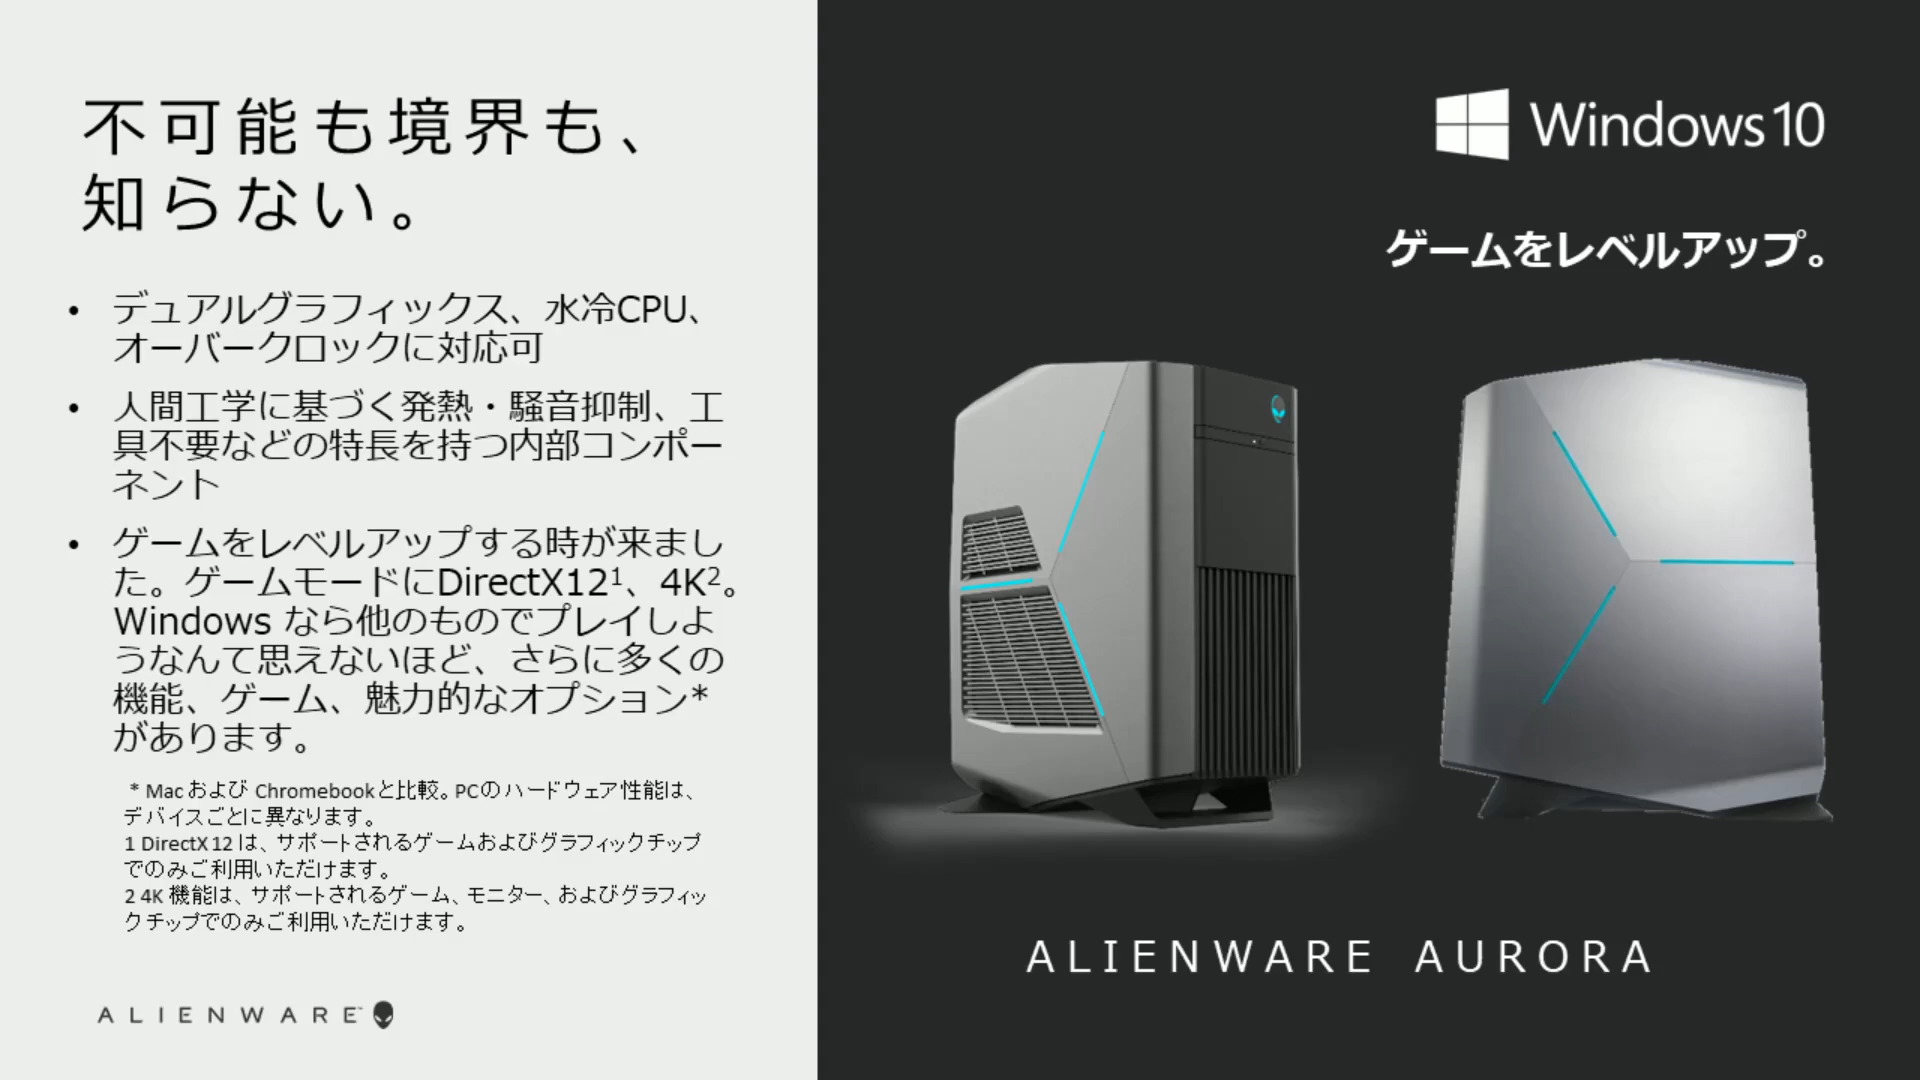 不可能も境界も、
知らない。
• デュアルグラフィックス、水冷CPU、
オーバークロックに対応可
• 人間工学に基づく発熱・騒音抑制、工
具不要などの特長を持つ内部コンポー
ネント
• ゲームをレベルアップする時が来まし
た。ゲームモードにDirectX12¹、4K²。
Windows なら他のものでプレイしよ
うなんて思えないほど、さらに多くの
機能、ゲーム、魅力的なオプション*
があります。
* Mac および Chromebookと比較。PCのハードウェア性能は、
デバイスごとに異なります。
1 DirectX 12 は、サポートされるゲームおよびグラフィックチップ
でのみご利用いただけます。
2 4K 機能は、サポートされるゲーム、モニター、およびグラフィッ
クチップでのみご利用いただけます。
ALIENWARE™
Windows 10
ゲームをレベルアップ。
ALIENWARE AURORA